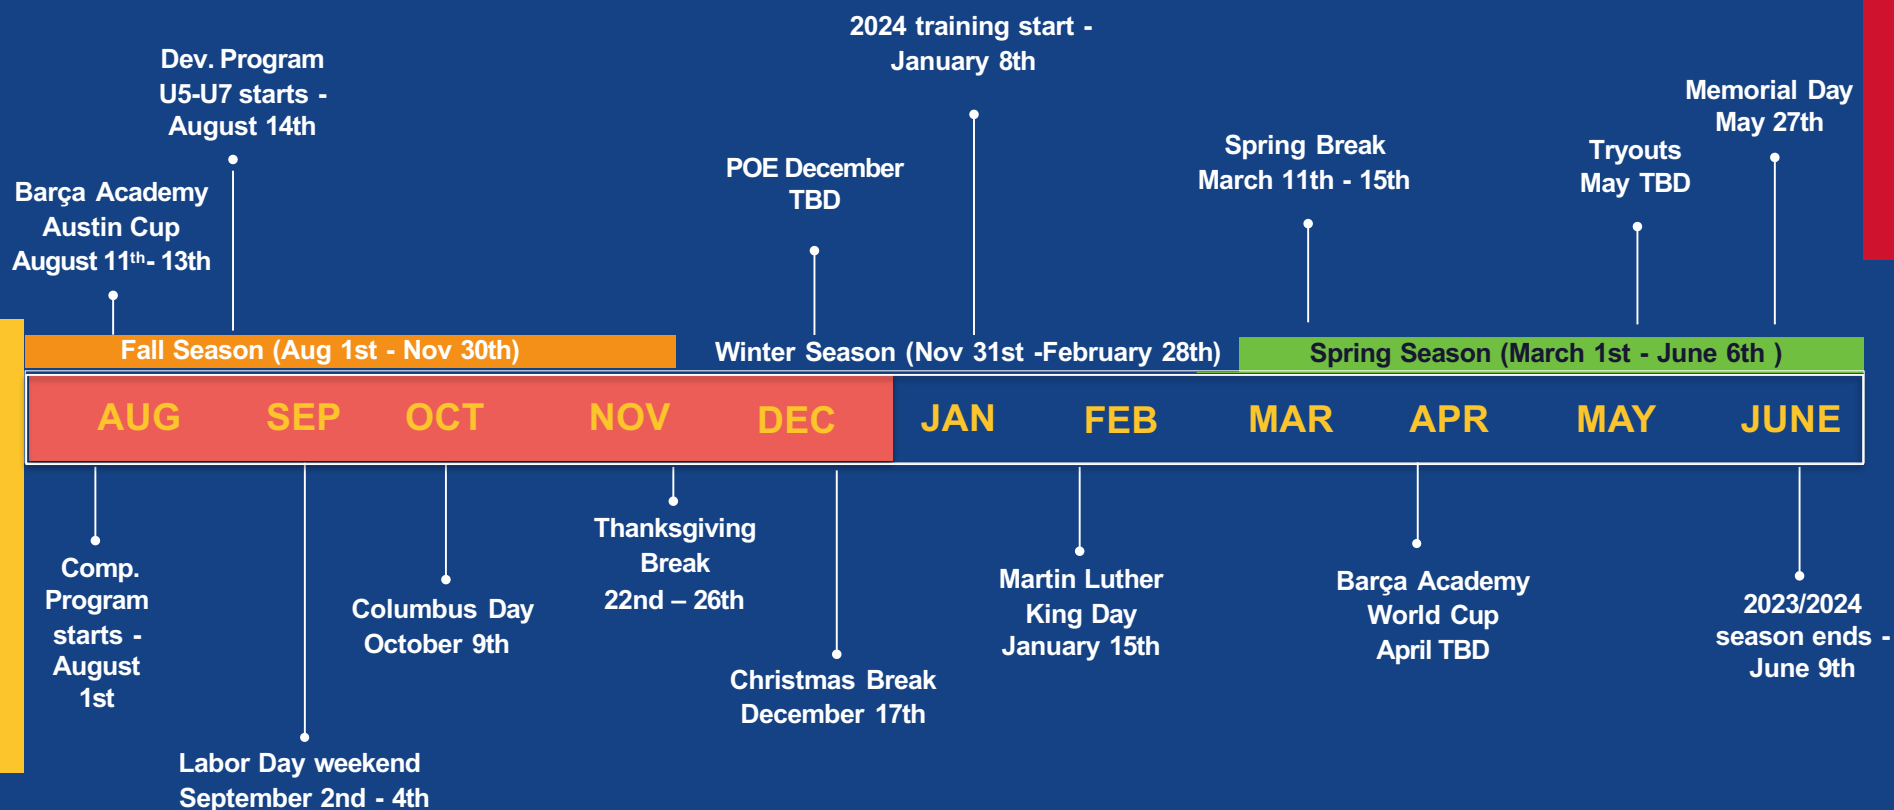 2024 training start -
January 8th
Dev. Program
U5-U7 starts -
August 14th
Memorial Day
May 27th
Spring Break
March 11th - 15th
Tryouts
May TBD
POE December
TBD
Barça Academy
Austin Cup
August 11th- 13th
Fall Season (Aug 1st - Nov 30th)
Winter Season (Nov 31st -February 28th)
Spring Season (March 1st - June 6th )
AUG SEP OCT NOV DEC JAN FEB MAR APR MAY JUNE
Comp.
Program
starts -
August
1st
Labor Day weekend
September 2nd - 4th
Columbus Day
October 9th
Thanksgiving
Break
22nd – 26th
Christmas Break
December 17th
Martin Luther
King Day
January 15th
Barça Academy
World Cup
April TBD
2023/2024
season ends -
June 9th